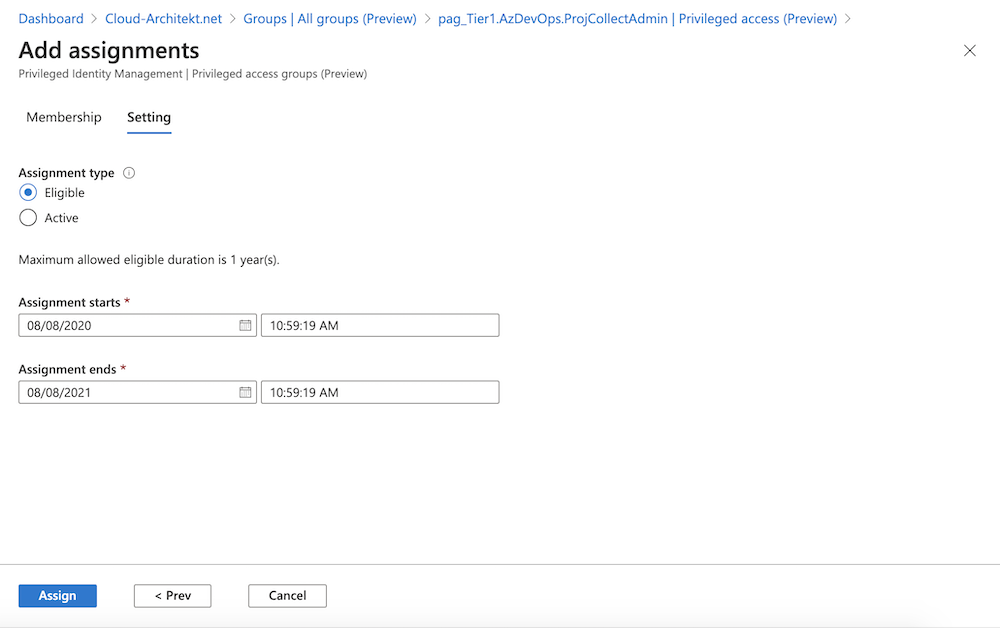 Dashboard > Cloud-Architekt.net > Groups | All groups (Preview) > pag_Tier1.AzDevOps.ProjCollectAdmin | Privileged access (Preview) >
Add assignments
Privileged Identity Management | Privileged access groups (Preview)
Membership Setting
Assignment type
Eligible
Active
Maximum allowed eligible duration is 1 year(s).
Assignment starts *
08/08/2020 10:59:19 AM
Assignment ends *
08/08/2021 10:59:19 AM
Assign < Prev Cancel